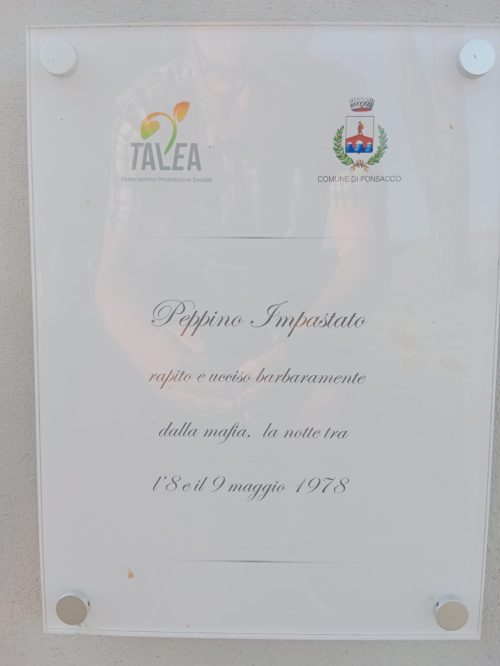 TALEA
Associazione Promozione Sociale
COMUNE DI PONSACCO
Peppino Impastato
rapito e ucciso barbaramente
dalla mafia, la notte tra
l'8 e il 9 maggio 1978